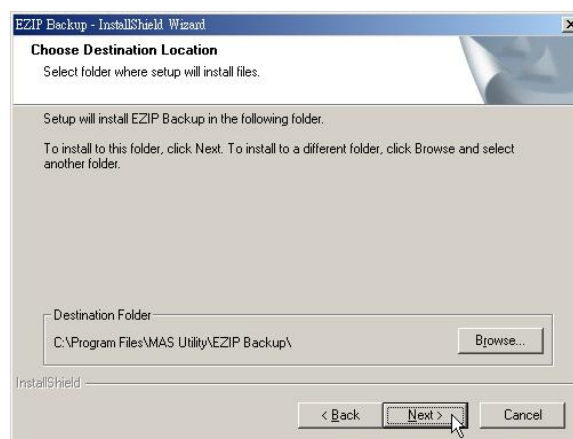 EZIP Backup - InstallShield Wizard
Choose Destination Location
Select folder where setup will install files.
Setup will install EZIP Backup in the following folder.
To install to this folder, click Next. To install to a different folder, click Browse and select
another folder.
Destination Folder
C:\Program Files\MAS Utility\EZIP Backup\
Browse...
InstallShield
< Back
Next >
Cancel